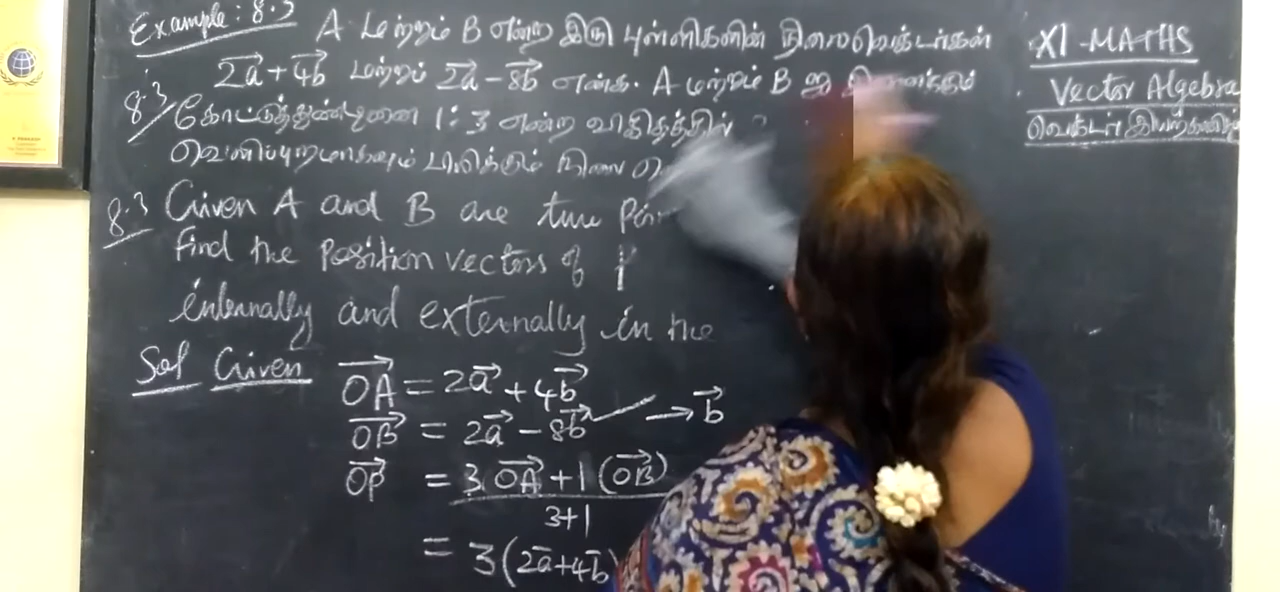 Example: 8.3
A மற்றும் B என்ற இரு புள்ளிகளின் நிலைவெக்டர்கள்
2a⃗ + 4b⃗ மற்றும் 2a⃗ - 8b⃗ என்க. A மற்றும் B ஐ இணைக்கும்
8.3 கோட்டுத்துண்டினை 1:3 என்ற விகிதத்தில்
வெளிப்புறமாகவும் பிரிக்கும் நிலை
8.3 Given A and B are two
find the position vectors of
internally and externally in the
Sol Given OA⃗ = 2a⃗ + 4b⃗
OB⃗ = 2a⃗ - 8b⃗ → b⃗
OP⃗ = 3 OA⃗ + 1 (OB⃗)
3+1
= 3(2a⃗+4b⃗)
XI - MATHS
Vector Algebra
வெக்டர் இயற்கணித